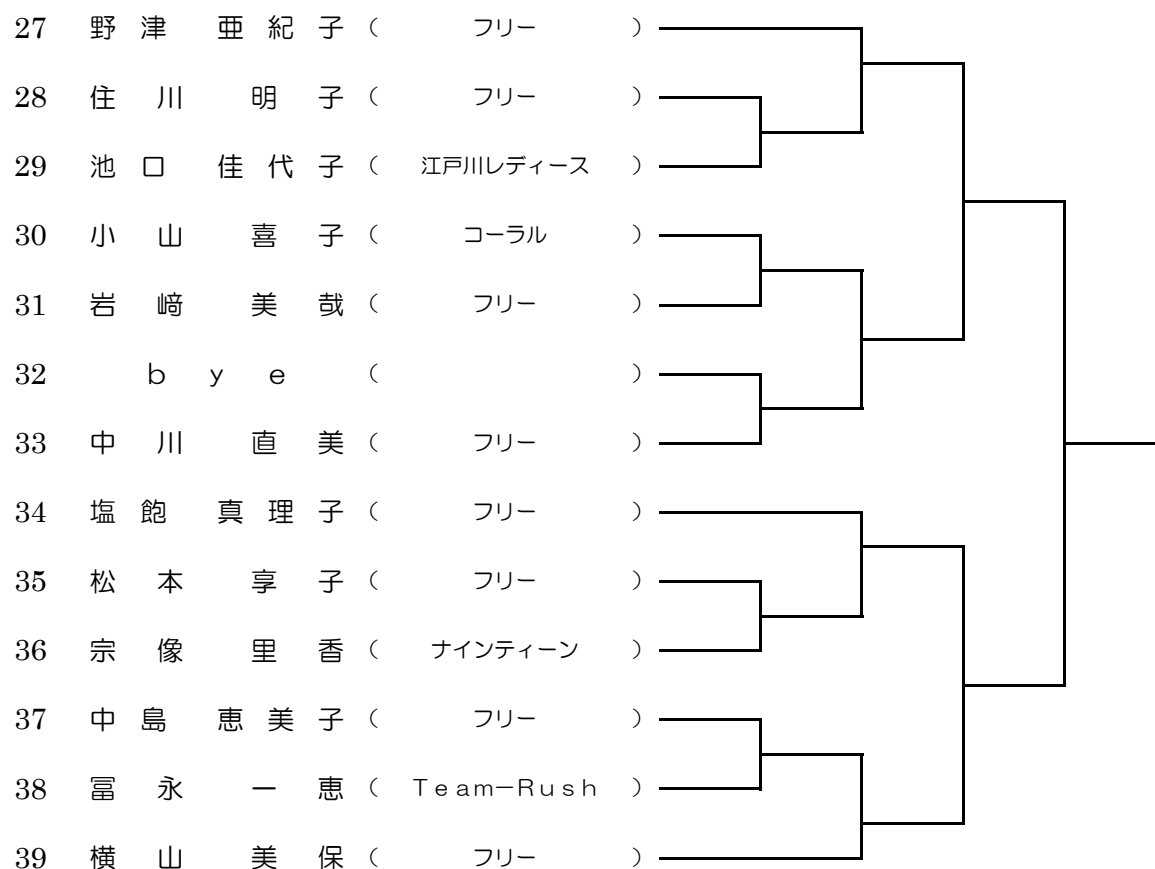 27 野津 亜紀子 ( フリー )
28 住川 明子 ( フリー )
29 池口 佳代子 ( 江戸川レディース )
30 小山 喜子 ( コーラル )
31 岩﨑 美哉 ( フリー )
32 ｂｙｅ ( )
33 中川 直美 ( フリー )
34 塩飽 真理子 ( フリー )
35 松本 享子 ( フリー )
36 宗像 里香 ( ナインティーン )
37 中島 恵美子 ( フリー )
38 冨永 一恵 ( Ｔｅａｍ－Ｒｕｓｈ )
39 横山 美保 ( フリー )